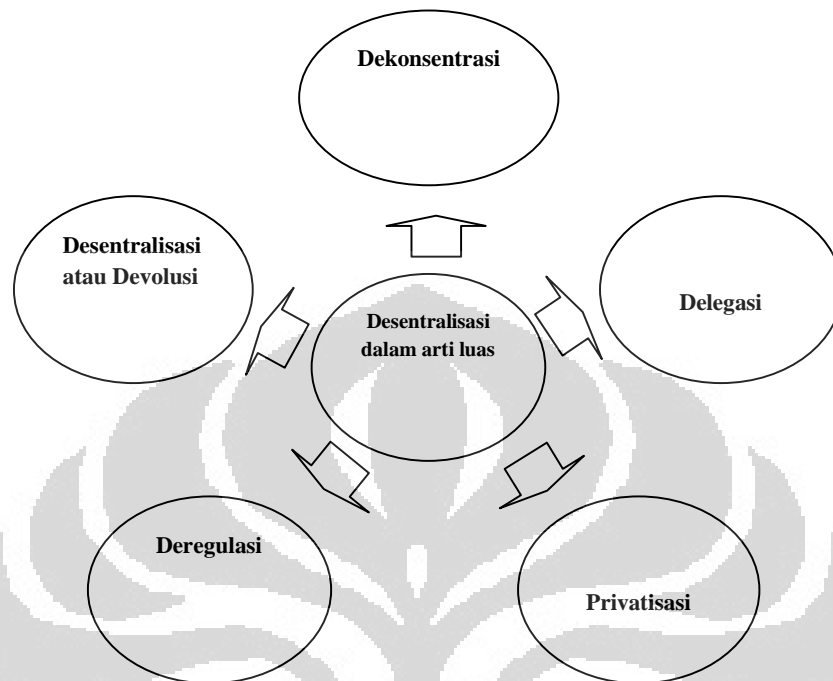 Dekonsentrasi
Desentralisasi
atau Devolusi
Delegasi
Desentralisasi
dalam arti luas
Deregulasi
Privatisasi